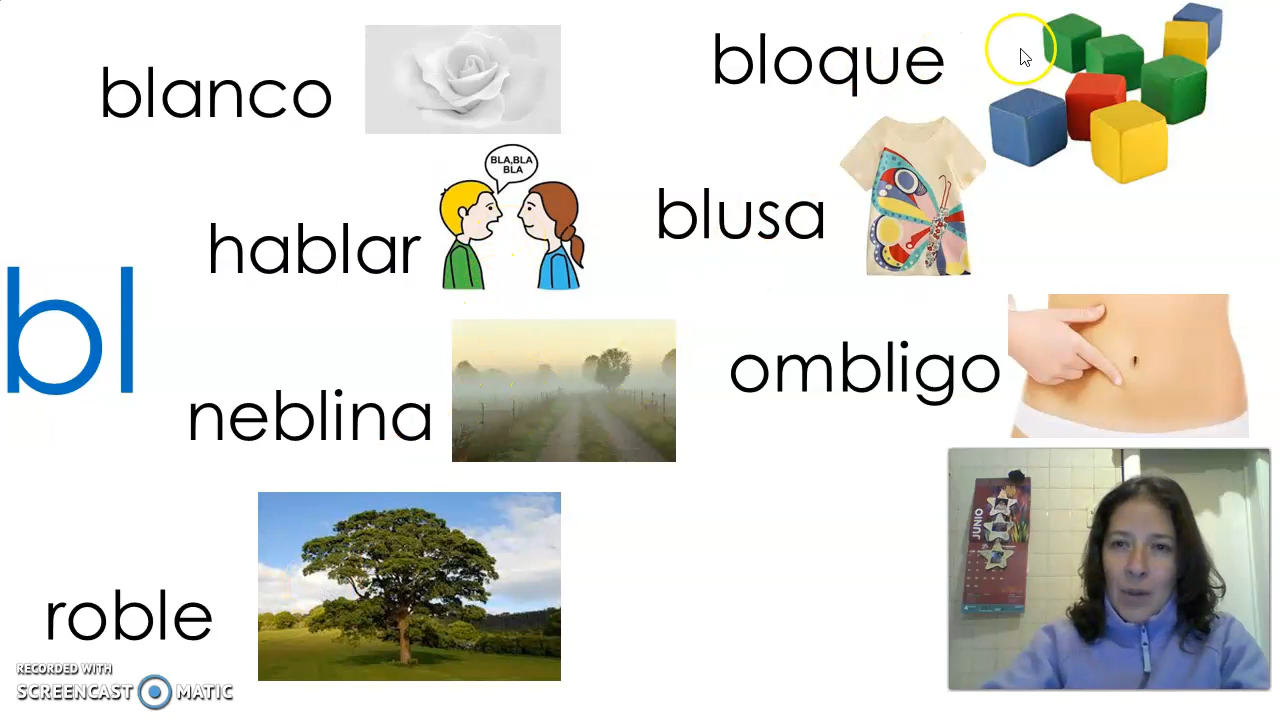 blanco
BLA,BLA
BLA
hablar
bl
neblina
roble
bloque
blusa
ombligo
JUNIO
RECORDED WITH
SCREENCAST MATIC